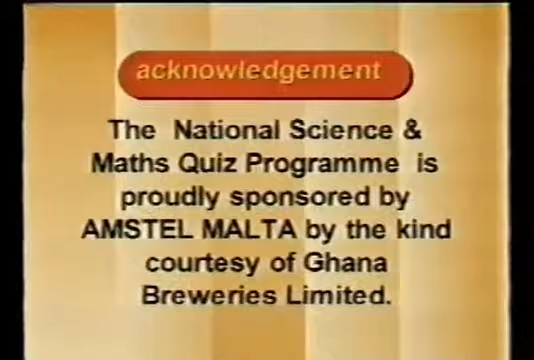 acknowledgement
The National Science &
Maths Quiz Programme is
proudly sponsored by
AMSTEL MALTA by the kind
courtesy of Ghana
Breweries Limited.